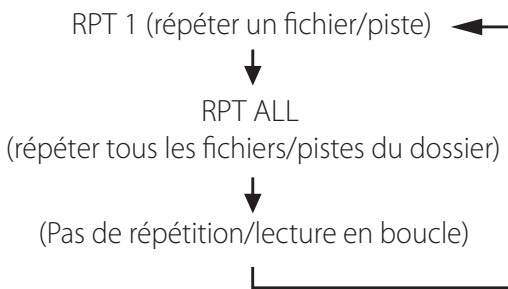 RPT 1 (répéter un fichier/piste)
RPT ALL
(répéter tous les fichiers/pistes du dossier)
(Pas de répétition/lecture en boucle)